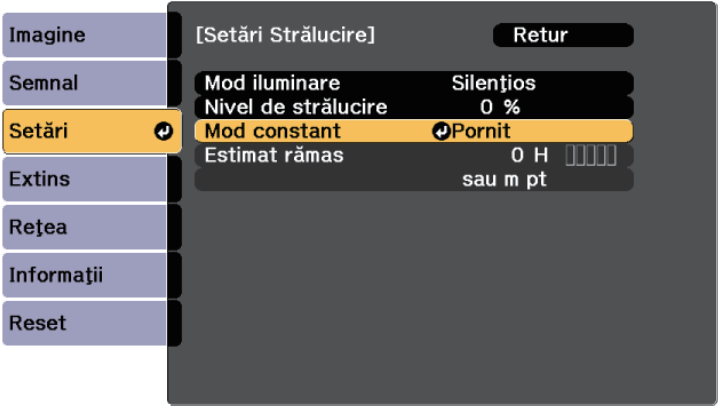 Imagine
Semnal
Setări
Extins
Reţea
Informaţii
Reset
[Setări Strălucire] Retur
Mod iluminare Silenţios
Nivel de strălucire 0 %
Mod constant Pornit
Estimat rămas 0 H
sau m pt